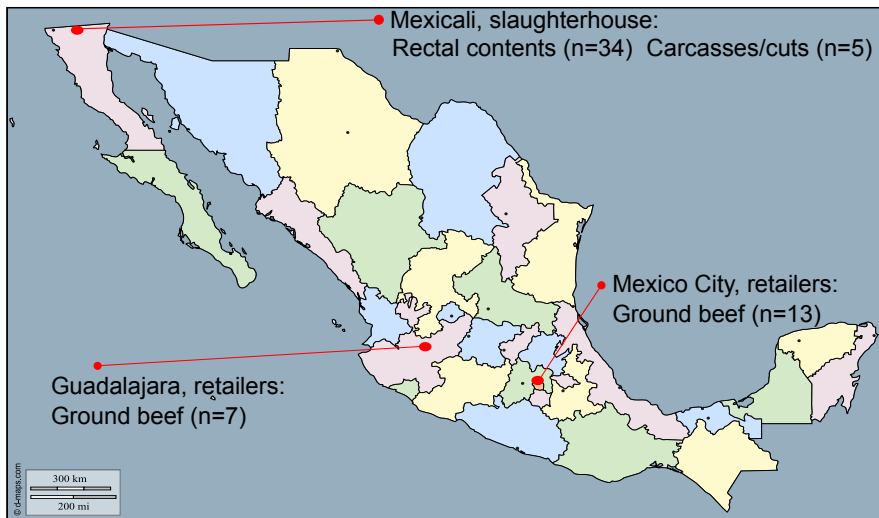 Mexicali, slaughterhouse:
Rectal contents (n=34) Carcasses/cuts (n=5)
Mexico City, retailers:
Ground beef (n=13)
Guadalajara, retailers:
Ground beef (n=7)
300 km
200 mi
© d-maps.com